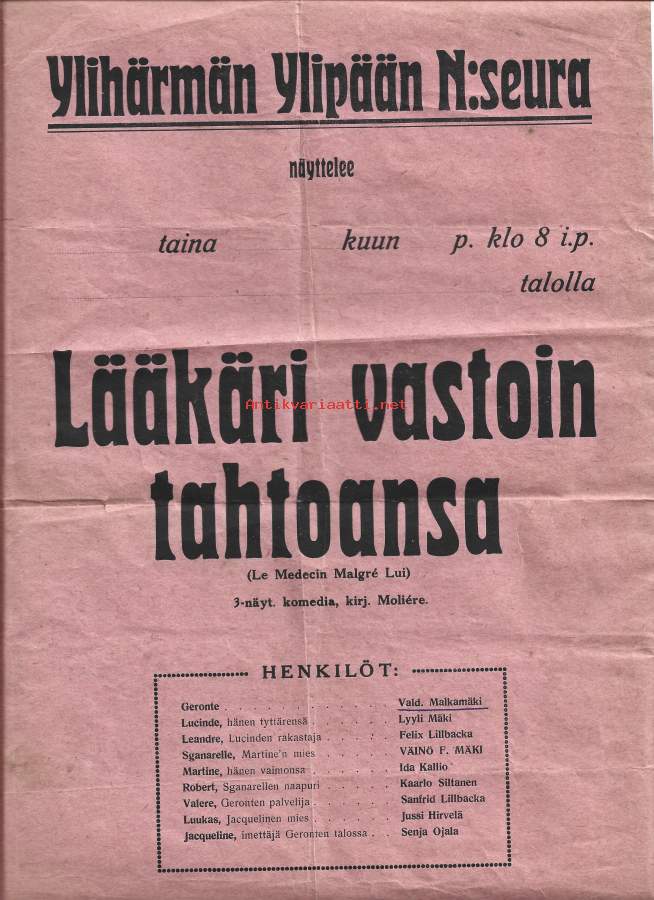 Ylihärmän Ylipään N:seura
näyttelee
taina kuun p. klo 8 i.p.
talolla
Lääkäri vastoin
Antikvariaatti.net
tahtoansa
(Le Medecin Malgré Lui)
3-näyt. komedia, kirj. Moliére.
HENKILÖT:
Geronte . . . . . . . . . . . Vald. Malkamäki
Lucinde, hänen tyttärensä . . . . . Lyyli Mäki
Leandre, Lucinden rakastaja . . . . Felix Lillbacka
Sganarelle, Martine'n mies . . . . . VÄINÖ F. MÄKI
Martine, hänen vaimonsa . . . . . Ida Kallio
Robert, Sganarellen naapuri . . . . Kaarlo Siltanen
Valere, Geronten palvelija . . . . . Sanfrid Lillbacka
Luukas, Jacquelinen mies . . . . . Jussi Hirvelä
Jacqueline, imettäjä Geronten talossa . . Senja Ojala